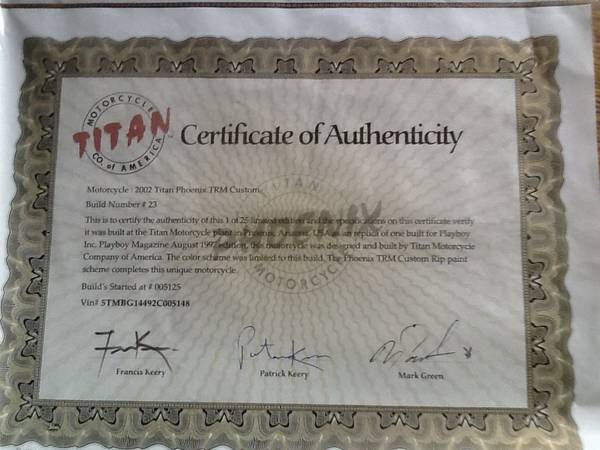 MOTORCYCLE
TITAN
CO. of AMERICA
Certificate of Authenticity
Motorcycle : 2002 Titan Phoenix TRM Custom
Build Number # 23
This is to certify the authenticity of this 1 of 25 limited edition and the specifications on this certificate verify
it was built at the Titan Motorcycle plant in Phoenix, Arizona, USA as an replica of one built for Playboy
Inc. Playboy Magazine August 1997 edition, this motorcycle was designed and built by Titan Motorcycle
Company of America. The color scheme was limited to this build. The Phoenix TRM Custom Rip paint
scheme completes this unique motorcycle.
Build's Started at # 005125
Vin# 5TMBG14492C005148
Francis Keery
Patrick Keery
Mark Green